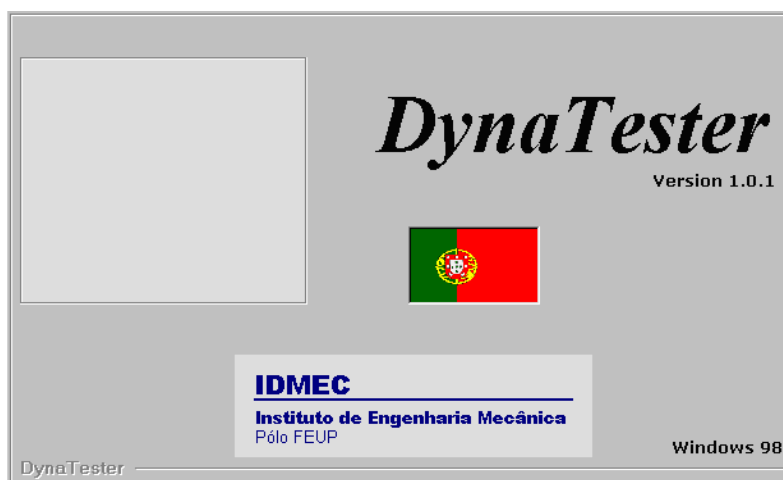 DynaTester
Version 1.0.1
IDMEC
Instituto de Engenharia Mecânica
Pólo FEUP
Windows 98
DynaTester